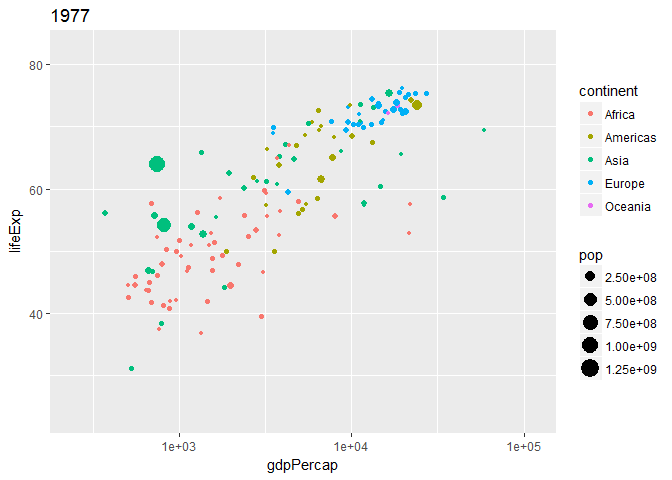 1977
80
60
40
lifeExp
1e+03
1e+04
1e+05
gdpPercap
continent
Africa
Americas
Asia
Europe
Oceania
pop
2.50e+08
5.00e+08
7.50e+08
1.00e+09
1.25e+09